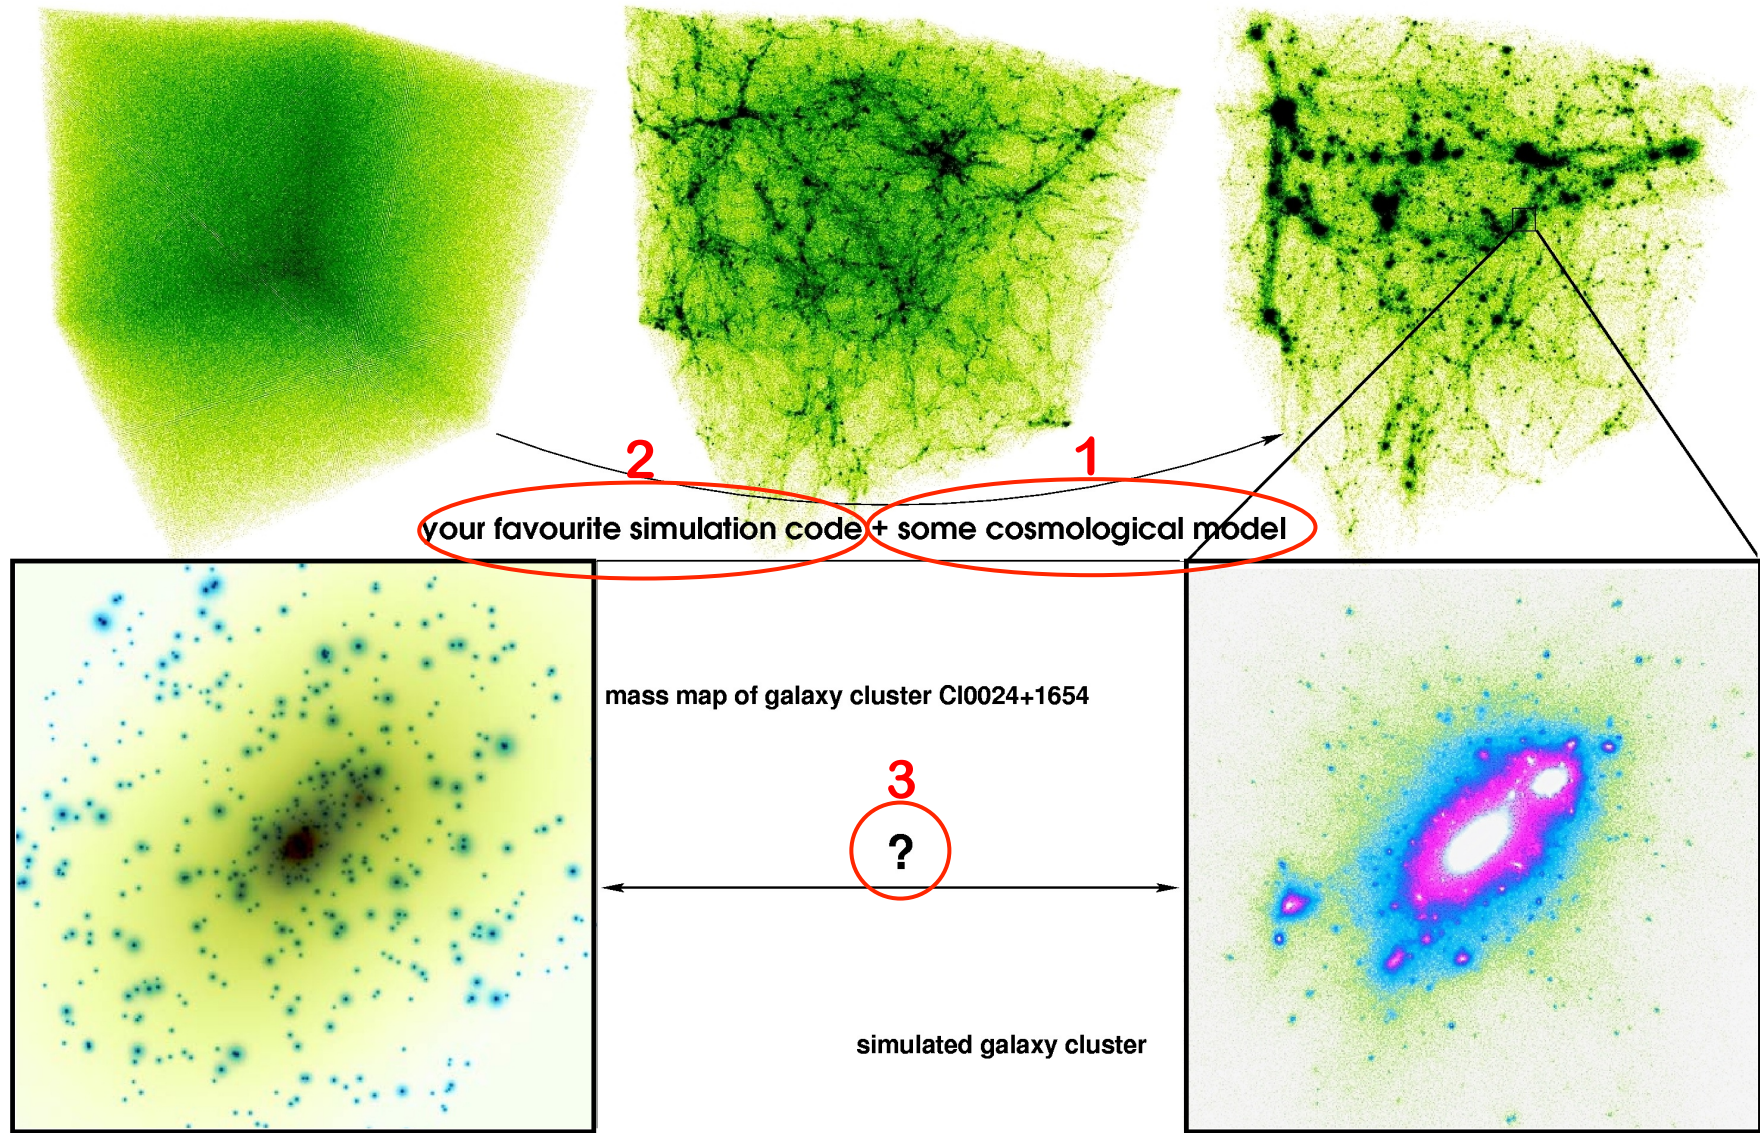 2
1
your favourite simulation code + some cosmological model
mass map of galaxy cluster Cl0024+1654
3
?
simulated galaxy cluster